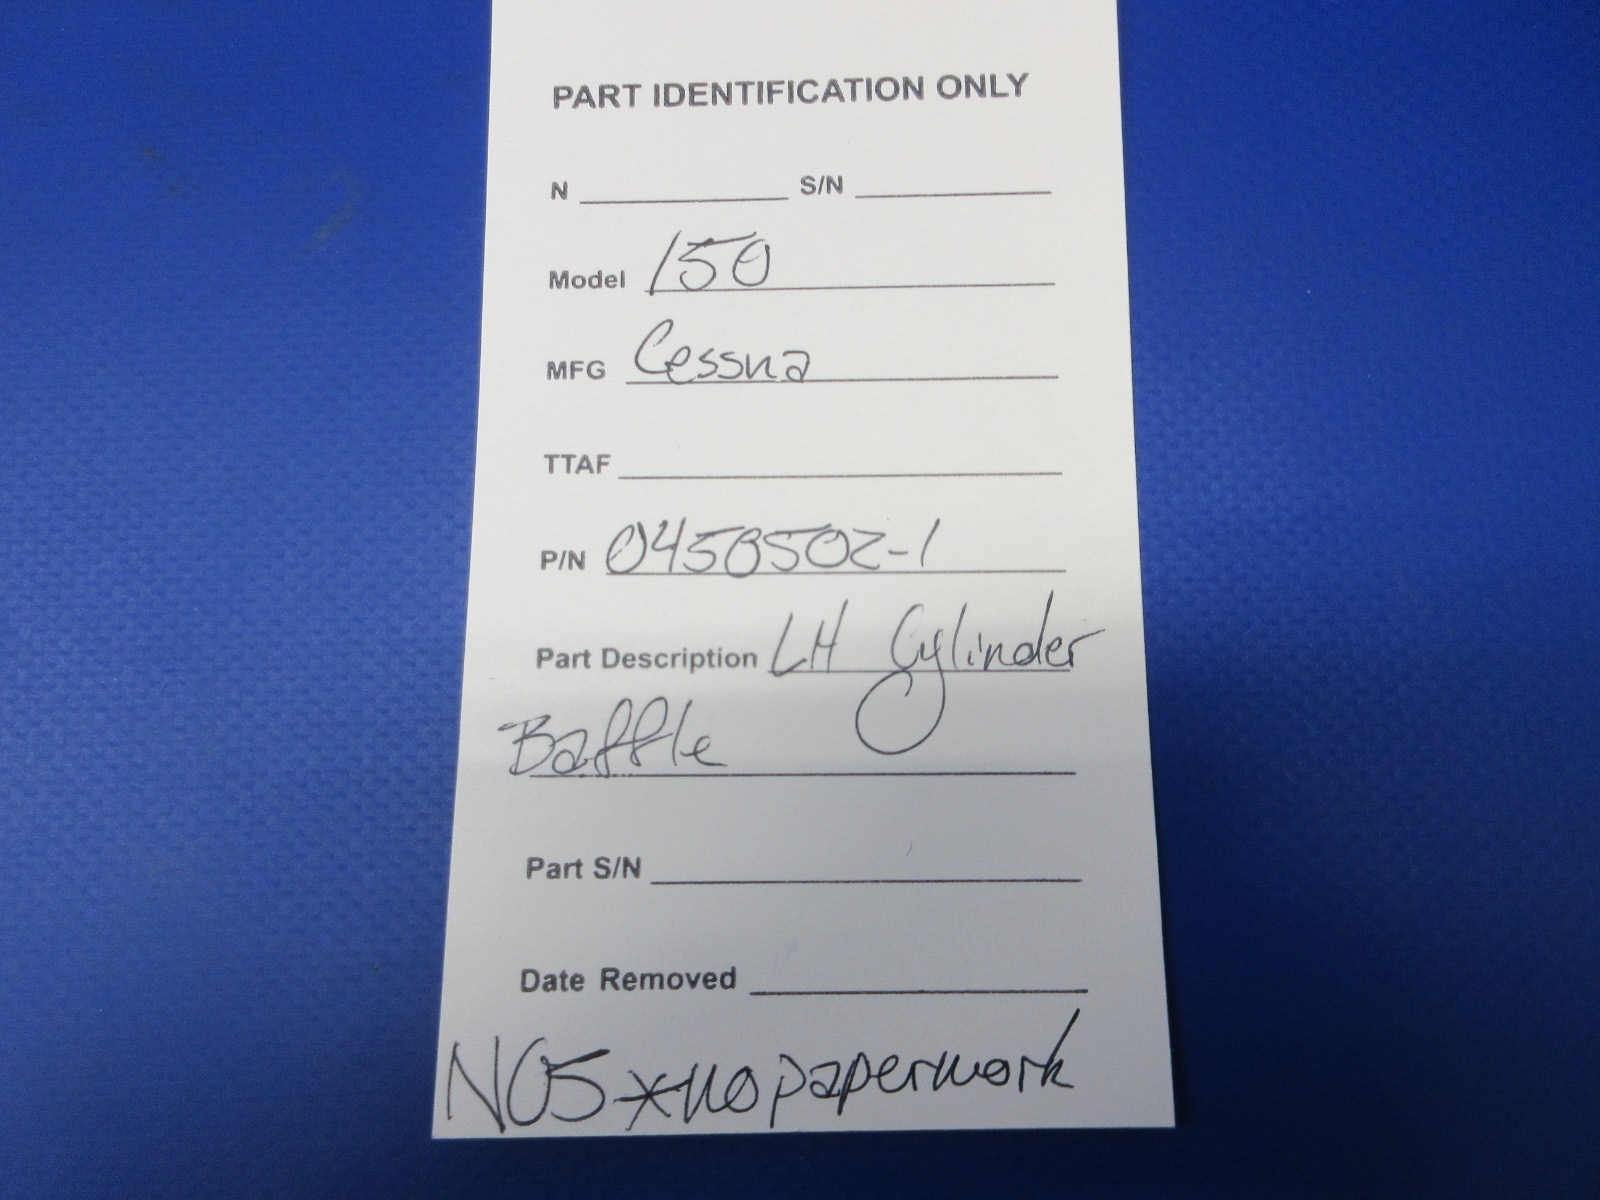 PART IDENTIFICATION ONLY
N S/N
Model 150
MFG Cessna
TTAF
P/N 0450502-1
Part Description LH Cylinder
Baffle
Part S/N
Date Removed
NOS * no paperwork